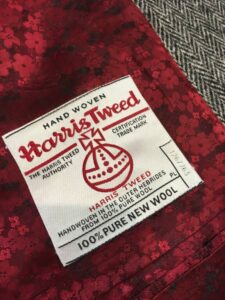 HAND WOVEN
Harris Tweed
THE HARRIS TWEED
AUTHORITY
CERTIFICATION
TRADE MARK
HARRIS TWEED
HANDWOVEN IN THE OUTER HEBRIDES
FROM 100% PURE WOOL
100% PURE NEW WOOL
PL